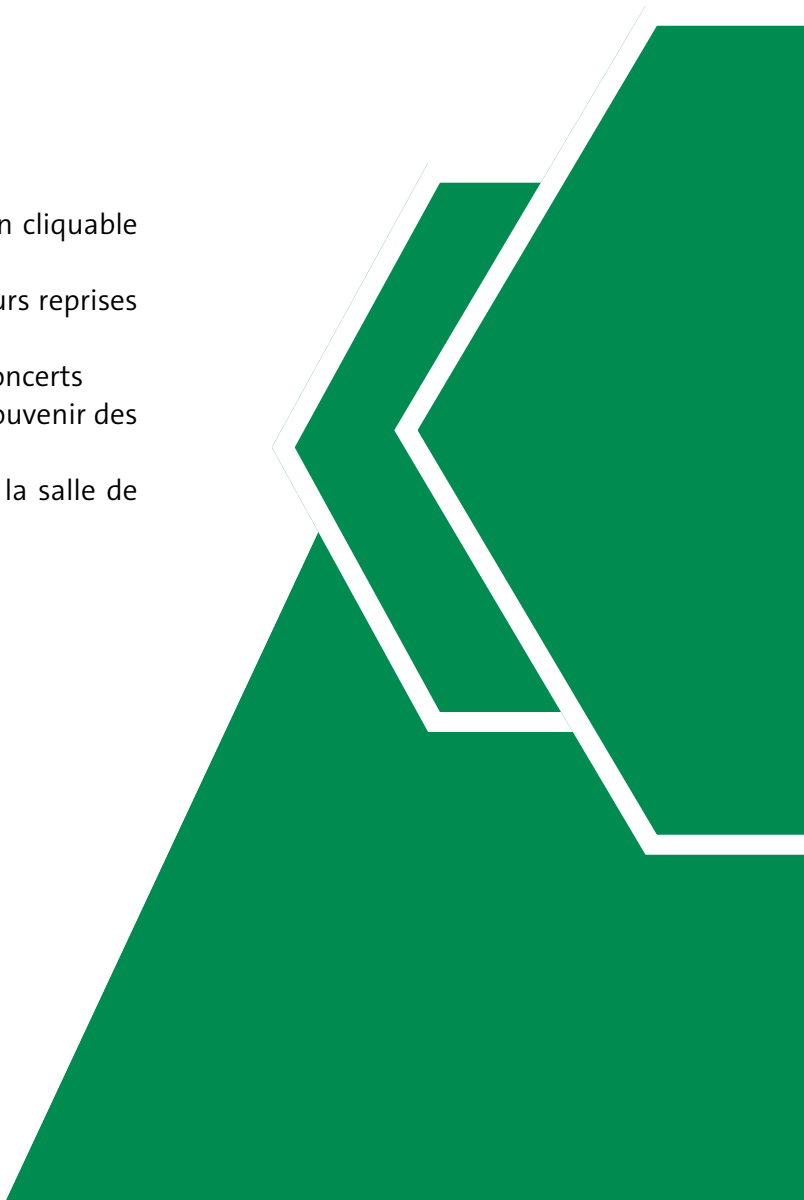 n cliquable
urs reprises
oncerts
ouvenir des
la salle de